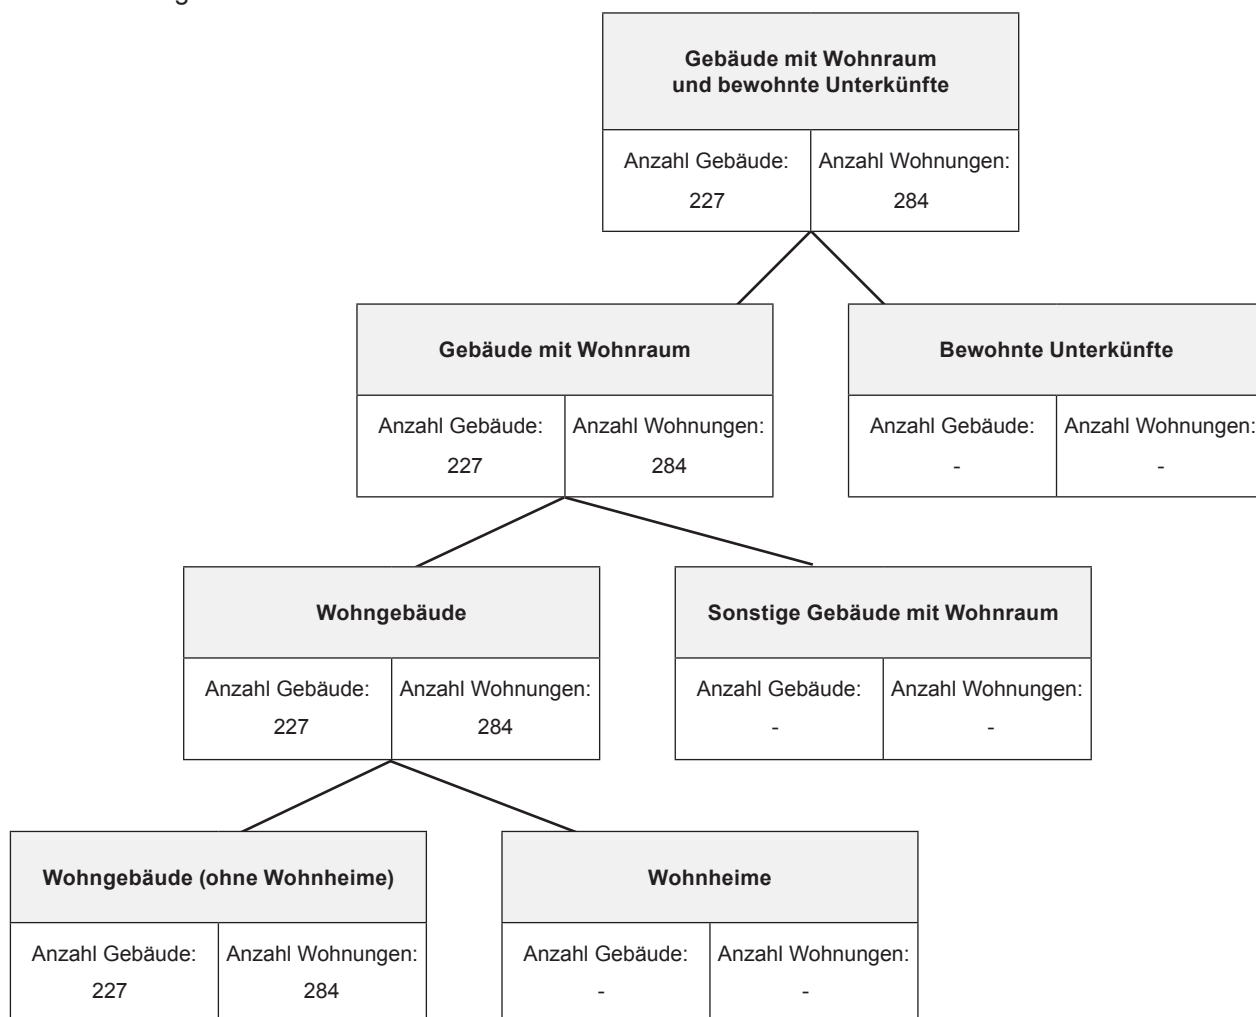 Gebäude mit Wohnraum
und bewohnte Unterkünfte
Anzahl Gebäude: Anzahl Wohnungen:
227 284
Gebäude mit Wohnraum Bewohnte Unterkünfte
Anzahl Gebäude: Anzahl Wohnungen: Anzahl Gebäude: Anzahl Wohnungen:
227 284 - -
Wohngebäude Sonstige Gebäude mit Wohnraum
Anzahl Gebäude: Anzahl Wohnungen: Anzahl Gebäude: Anzahl Wohnungen:
227 284 - -
Wohngebäude (ohne Wohnheime) Wohnheime
Anzahl Gebäude: Anzahl Wohnungen: Anzahl Gebäude: Anzahl Wohnungen:
227 284 - -